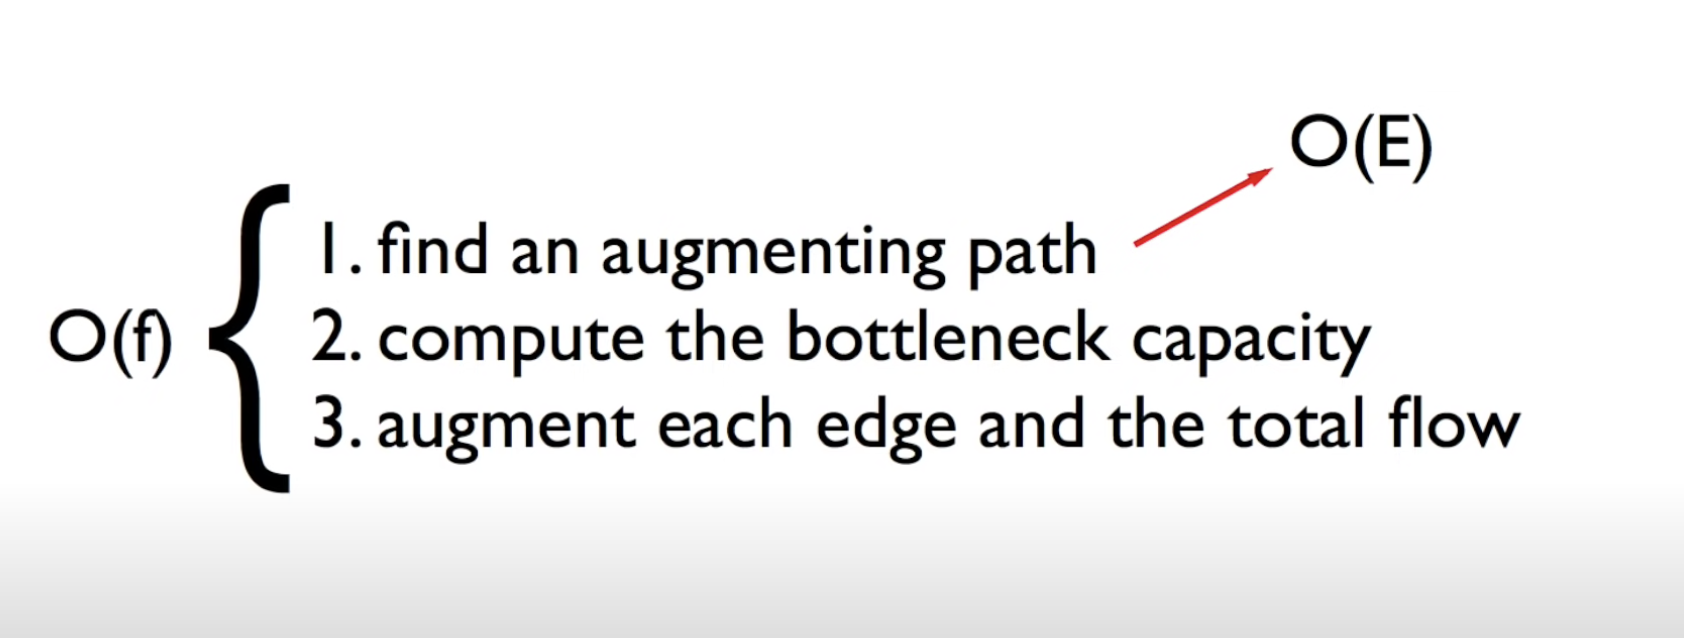 O(E)
1. find an augmenting path
2. compute the bottleneck capacity
O(f)
3. augment each edge and the total flow